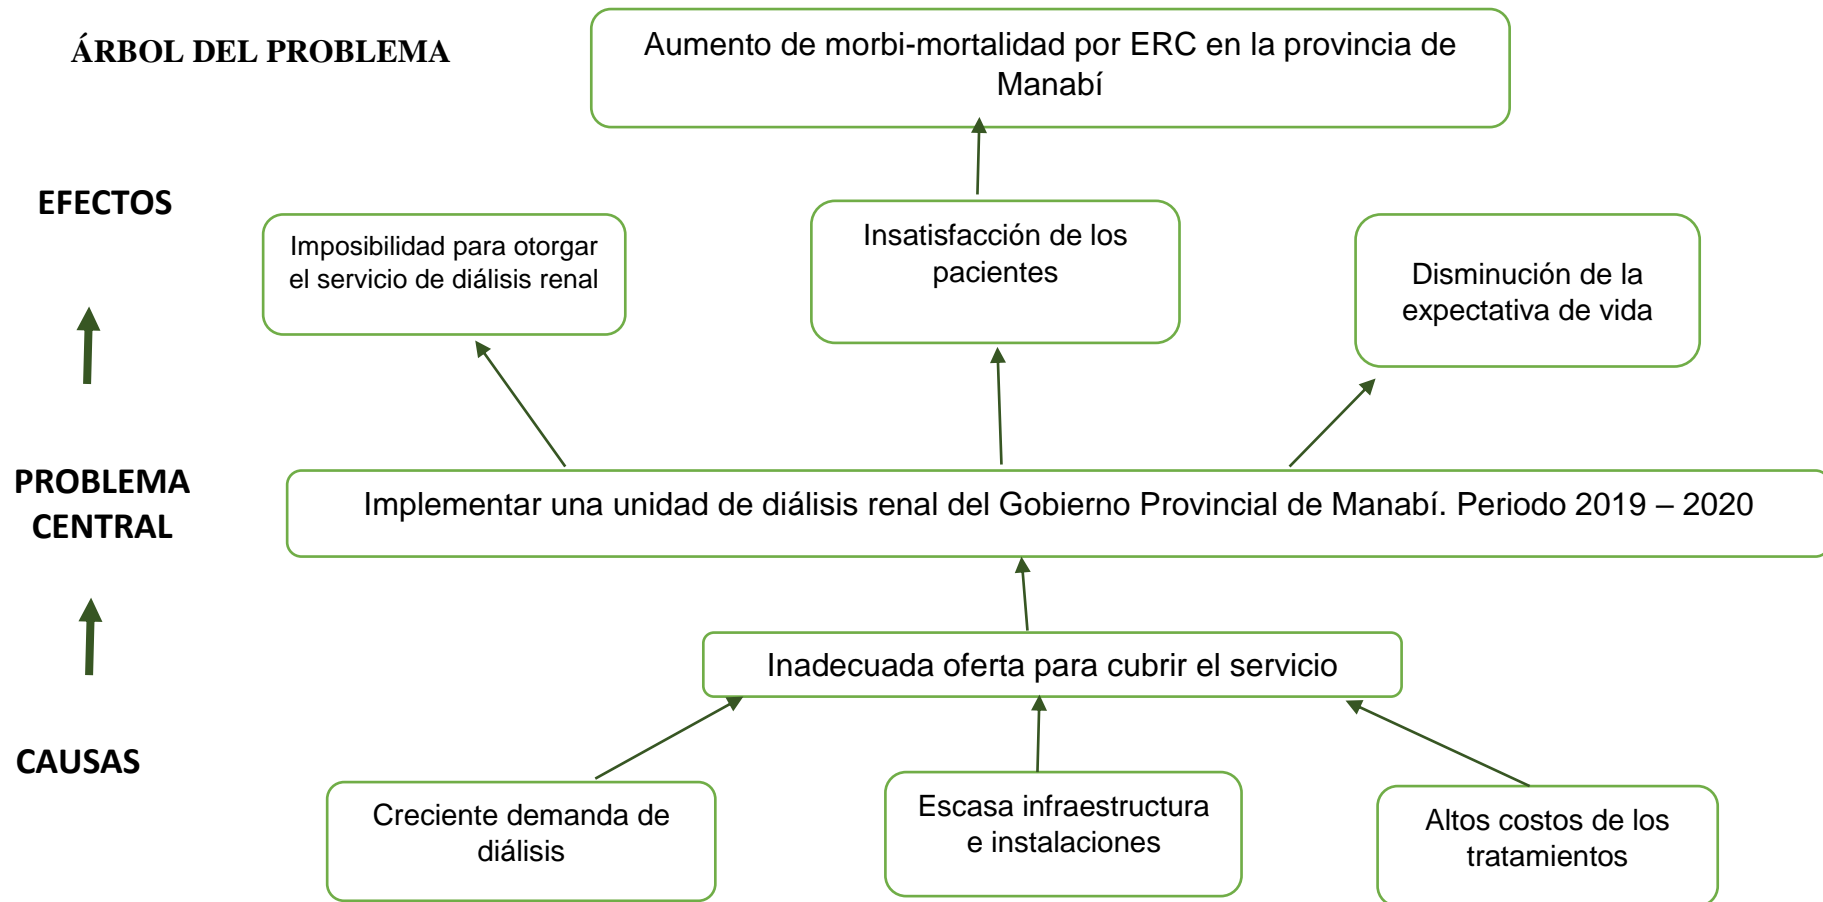 ÁRBOL DEL PROBLEMA
Aumento de morbi-mortalidad por ERC en la provincia de
Manabí
EFECTOS
Imposibilidad para otorgar
el servicio de diálisis renal
Insatisfacción de los
pacientes
Disminución de la
expectativa de vida
PROBLEMA
CENTRAL
Implementar una unidad de diálisis renal del Gobierno Provincial de Manabí. Periodo 2019 – 2020
Inadecuada oferta para cubrir el servicio
CAUSAS
Creciente demanda de
diálisis
Escasa infraestructura
e instalaciones
Altos costos de los
tratamientos